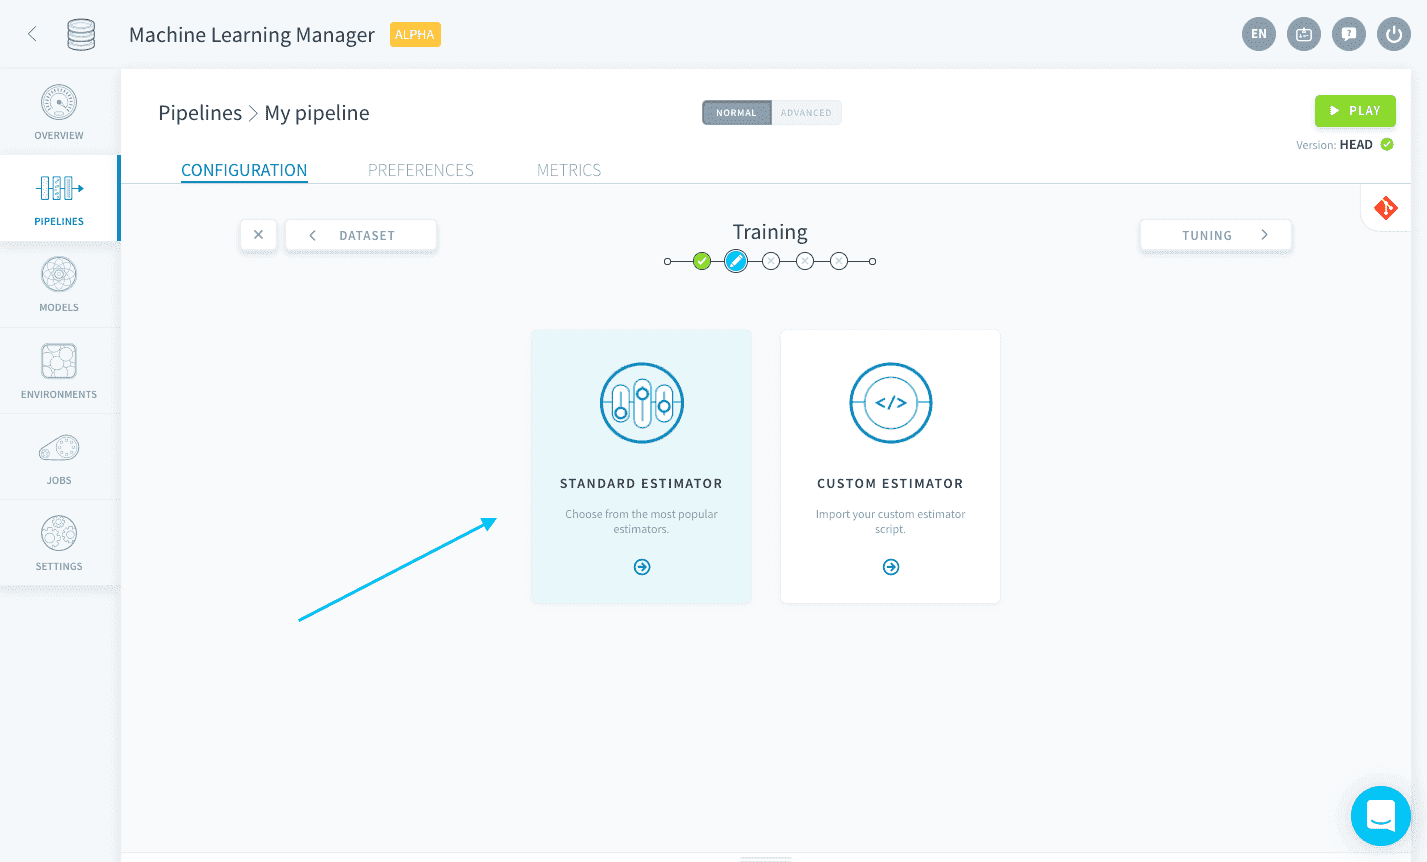 Machine Learning Manager
ALPHA
EN
OVERVIEW
PIPELINES
MODELS
ENVIRONMENTS
JOBS
SETTINGS
Pipelines > My pipeline
NORMAL
ADVANCED
PLAY
Version: HEAD
CONFIGURATION
PREFERENCES
METRICS
DATASET
Training
TUNING
STANDARD ESTIMATOR
Choose from the most popular
estimators.
</>
CUSTOM ESTIMATOR
Import your custom estimator
script.